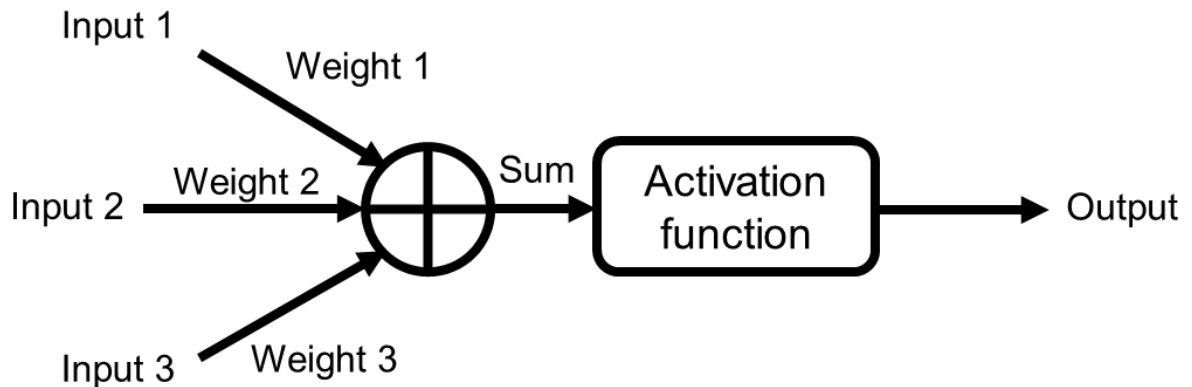 Input 1
Weight 1
Weight 2
Input 2
Sum
Activation
function
Output
Input 3
Weight 3